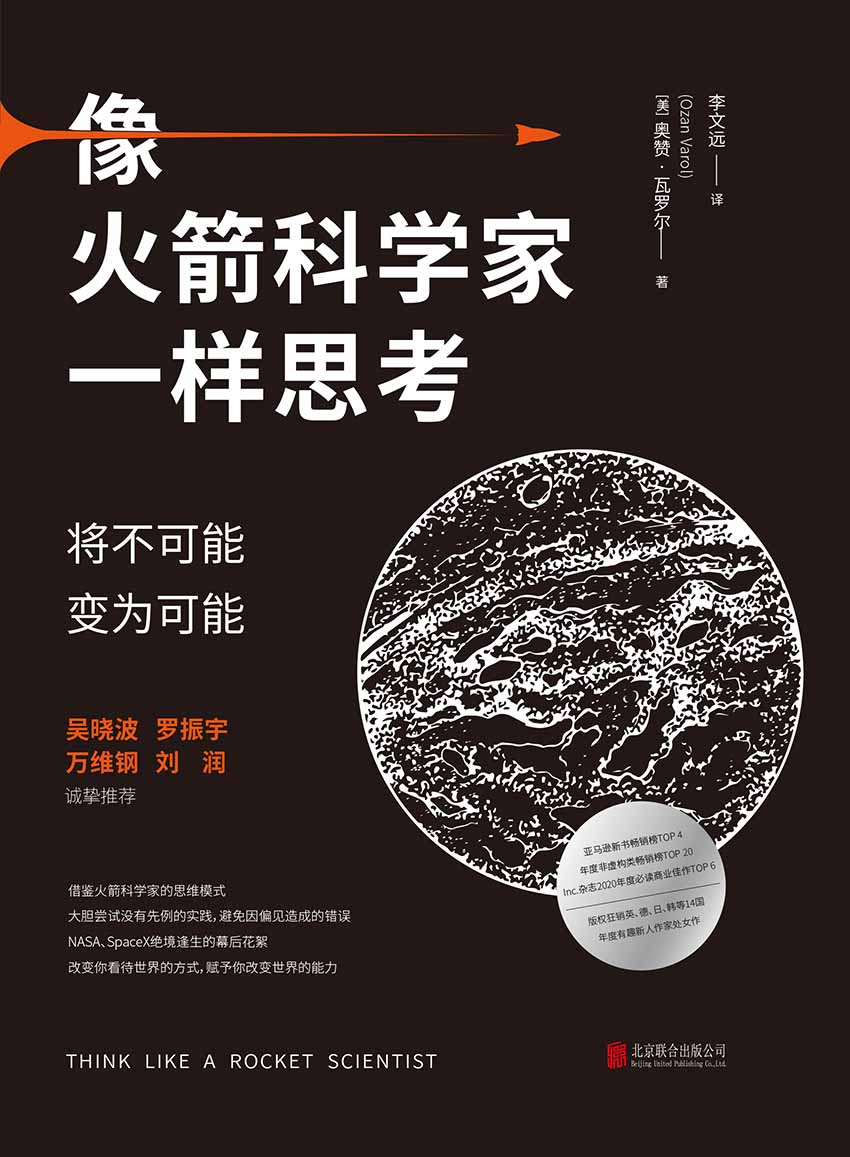 像
火箭科学家
一样思考
李文远——译
(Ozan Varol)
[美]奥赞·瓦罗尔——著
将不可能
变为可能
吴晓波 罗振宇
万维钢 刘 润
诚挚推荐
亚马逊新书畅销榜TOP 4
年度非虚构类畅销榜TOP 20
Inc.杂志2020年度必读商业佳作TOP 6
版权狂销英、德、日、韩等14国
年度有趣新人作家处女作
借鉴火箭科学家的思维模式
大胆尝试没有先例的实践，避免因偏见造成的错误
NASA、SpaceX绝境逢生的幕后花絮
改变你看待世界的方式，赋予你改变世界的能力
THINK LIKE A ROCKET SCIENTIST
北京联合出版公司
Beijing United Publishing Co.,Ltd.